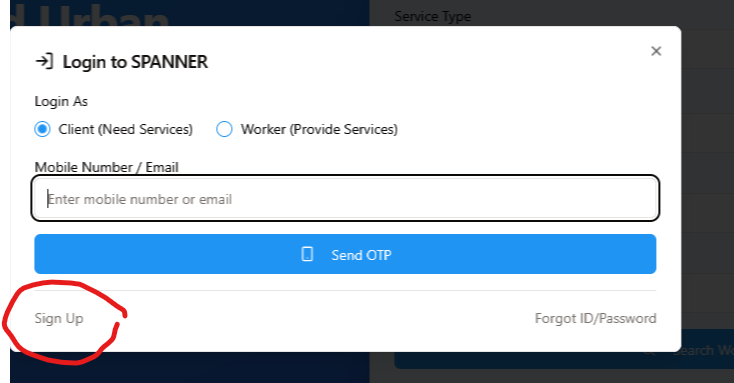 d Urban
Service Type
Login to SPANNER
Login As
Client (Need Services) Worker (Provide Services)
Mobile Number / Email
Enter mobile number or email
Send OTP
Sign Up Forgot ID/Password
Search Wo